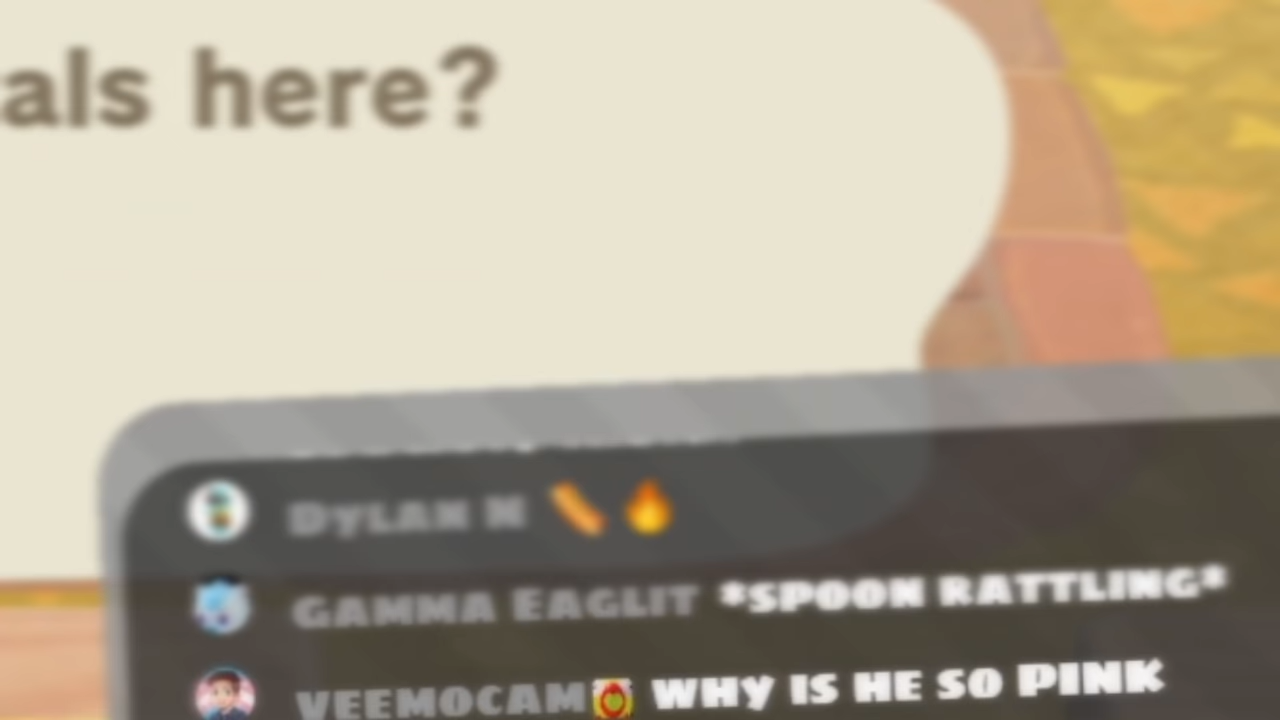 als here?
DYLAN N 🌭 🔥
GAMMA EAGLIT *SPOON RATTLING*
VEEMOCAM WHY IS HE SO PINK